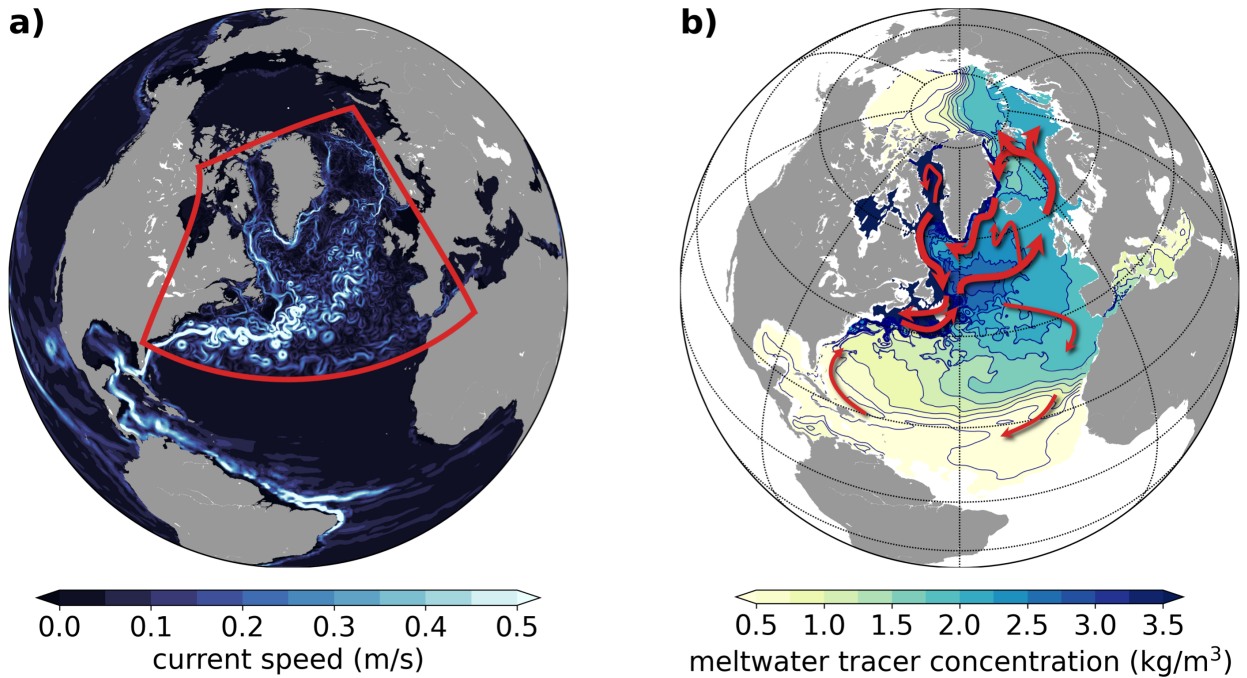 a)
b)
0.0 0.1 0.2 0.3 0.4 0.5
current speed (m/s)
0.5 1.0 1.5 2.0 2.5 3.0 3.5
meltwater tracer concentration (kg/m³)